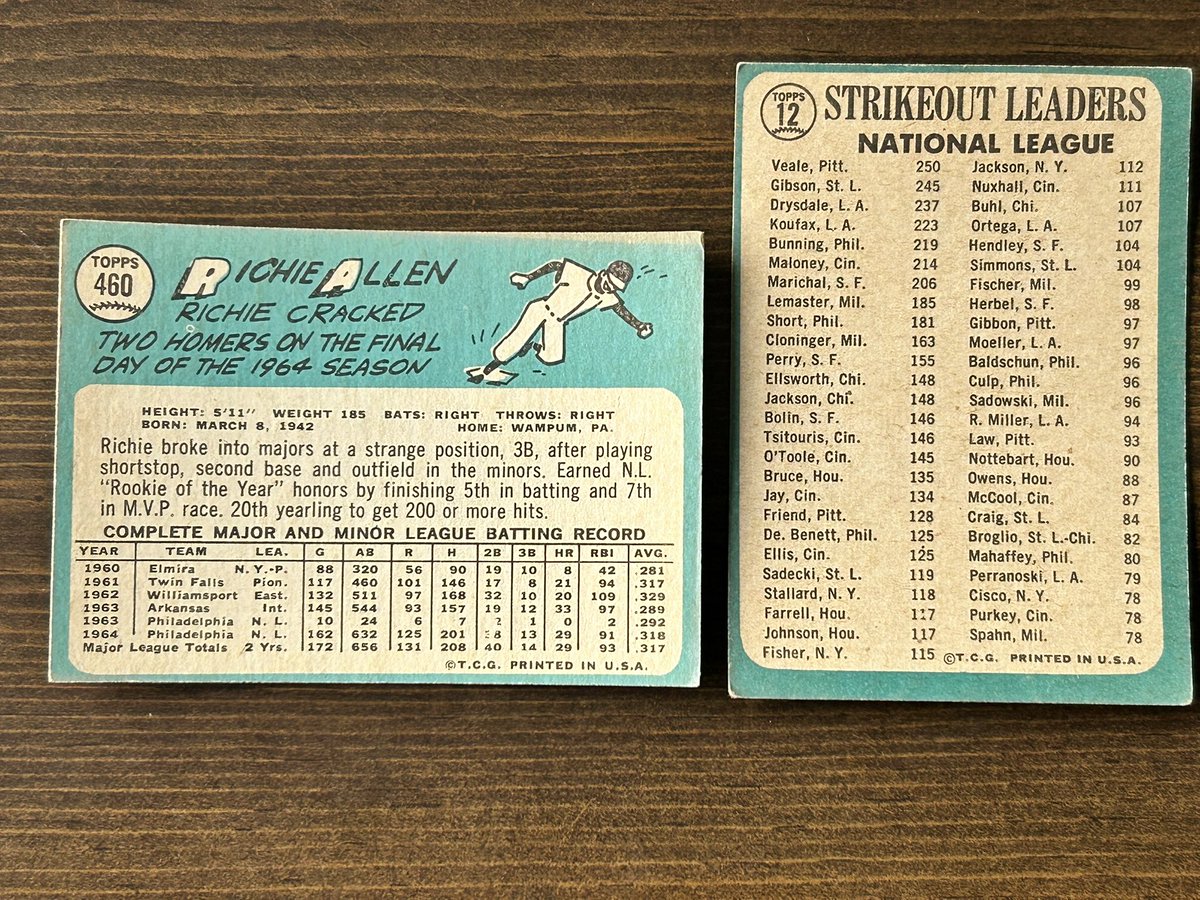 TOPPS
460
RICHIE ALLEN
RICHIE CRACKED
TWO HOMERS ON THE FINAL
DAY OF THE 1964 SEASON
HEIGHT: 5'11" WEIGHT 185 BATS: RIGHT THROWS: RIGHT
BORN: MARCH 8, 1942 HOME: WAMPUM, PA.
Richie broke into majors at a strange position, 3B, after playing
shortstop, second base and outfield in the minors. Earned N.L.
"Rookie of the Year" honors by finishing 5th in batting and 7th
in M.V.P. race. 20th yearling to get 200 or more hits.
COMPLETE MAJOR AND MINOR LEAGUE BATTING RECORD
YEAR TEAM LEA. G AB R H 2B 3B HR RBI AVG.
1960 Elmira N.Y.-P. 88 320 56 90 19 10 8 42 .281
1961 Twin Falls Pion. 117 460 101 146 17 8 21 94 .317
1962 Williamsport East. 132 511 97 168 32 10 20 109 .329
1963 Arkansas Int. 145 544 93 157 19 12 33 97 .289
1963 Philadelphia N. L. 10 24 6 7 2 1 0 2 .292
1964 Philadelphia N. L. 162 632 125 201 38 13 29 91 .318
Major League Totals 2 Yrs. 172 656 131 208 40 14 29 93 .317
©T.C.G. PRINTED IN U.S.A.
TOPPS
12
STRIKEOUT LEADERS
NATIONAL LEAGUE
Veale, Pitt. 250
Gibson, St. L. 245
Drysdale, L. A. 237
Koufax, L. A. 223
Bunning, Phil. 219
Maloney, Cin. 214
Marichal, S. F. 206
Lemaster, Mil. 185
Short, Phil. 181
Cloninger, Mil. 163
Perry, S. F. 155
Ellsworth, Chi. 148
Jackson, Chi. 148
Bolin, S. F. 146
Tsitouris, Cin. 146
O'Toole, Cin. 145
Bruce, Hou. 135
Jay, Cin. 134
Friend, Pitt. 128
De. Benett, Phil. 125
Ellis, Cin. 125
Sadecki, St. L. 119
Stallard, N. Y. 118
Farrell, Hou. 117
Johnson, Hou. 117
Fisher, N. Y. 115
Jackson, N. Y. 112
Nuxhall, Cin. 111
Buhl, Chi. 107
Ortega, L. A. 107
Hendley, S. F. 104
Simmons, St. L. 104
Fischer, Mil. 99
Herbel, S. F. 98
Gibbon, Pitt. 97
Moeller, L. A. 97
Baldschun, Phil. 96
Culp, Phil. 96
Sadowski, Mil. 96
R. Miller, L. A. 94
Law, Pitt. 93
Nottebart, Hou. 90
Owens, Hou. 88
McCool, Cin. 87
Craig, St. L. 84
Broglio, St. L.-Chi. 82
Mahaffey, Phil. 80
Perranoski, L. A. 79
Cisco, N. Y. 78
Purkey, Cin. 78
Spahn, Mil. 78
©T.C.G. PRINTED IN U.S.A.